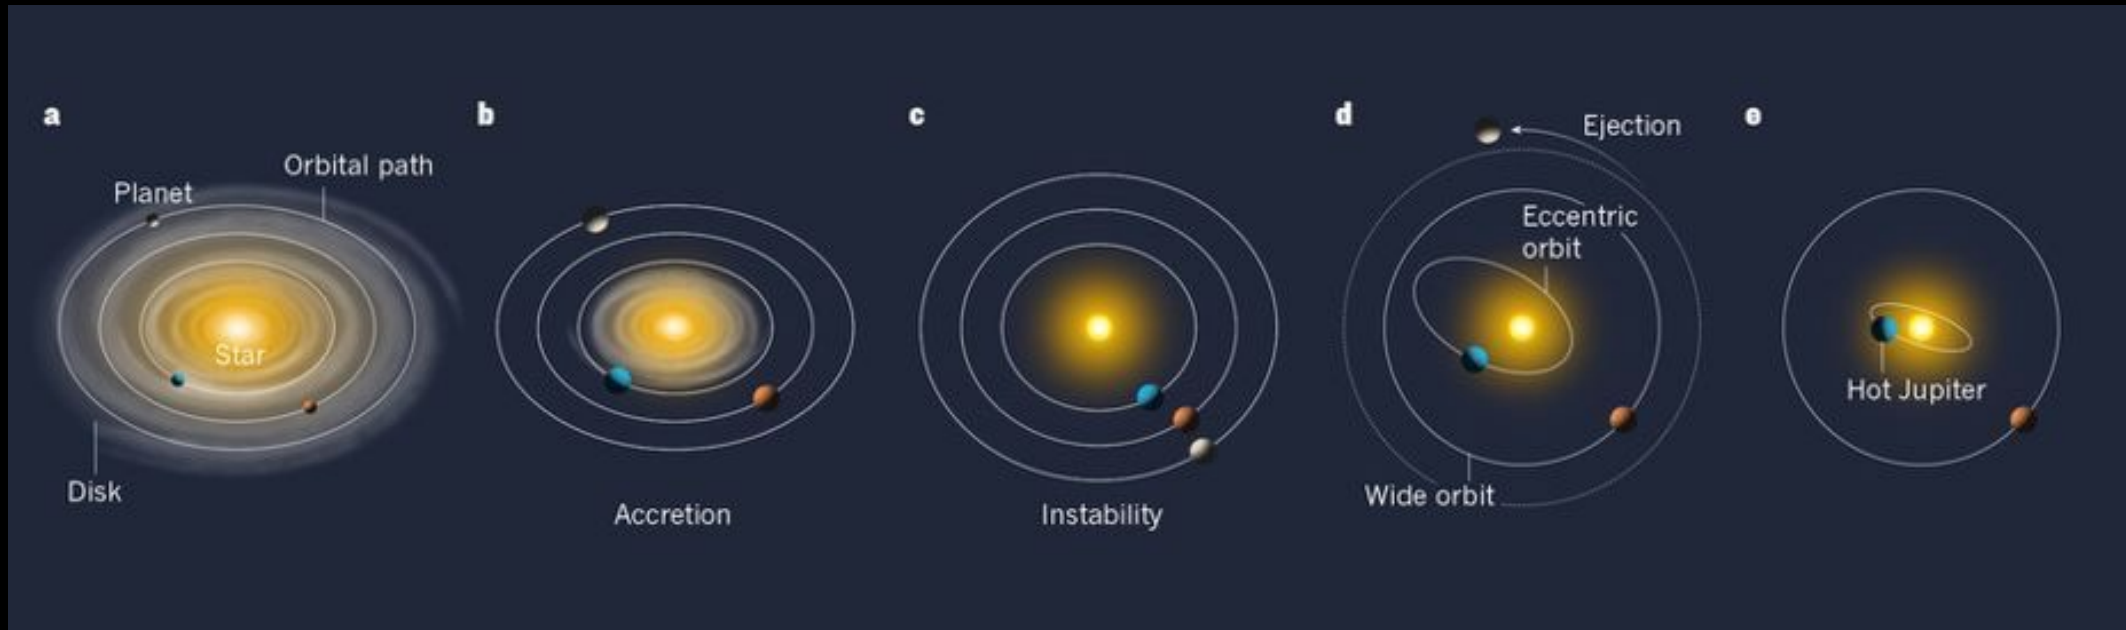 a
Planet
Orbital path
Star
Disk
b
Accretion
c
Instability
d
Ejection
Eccentric
orbit
Wide orbit
e
Hot Jupiter